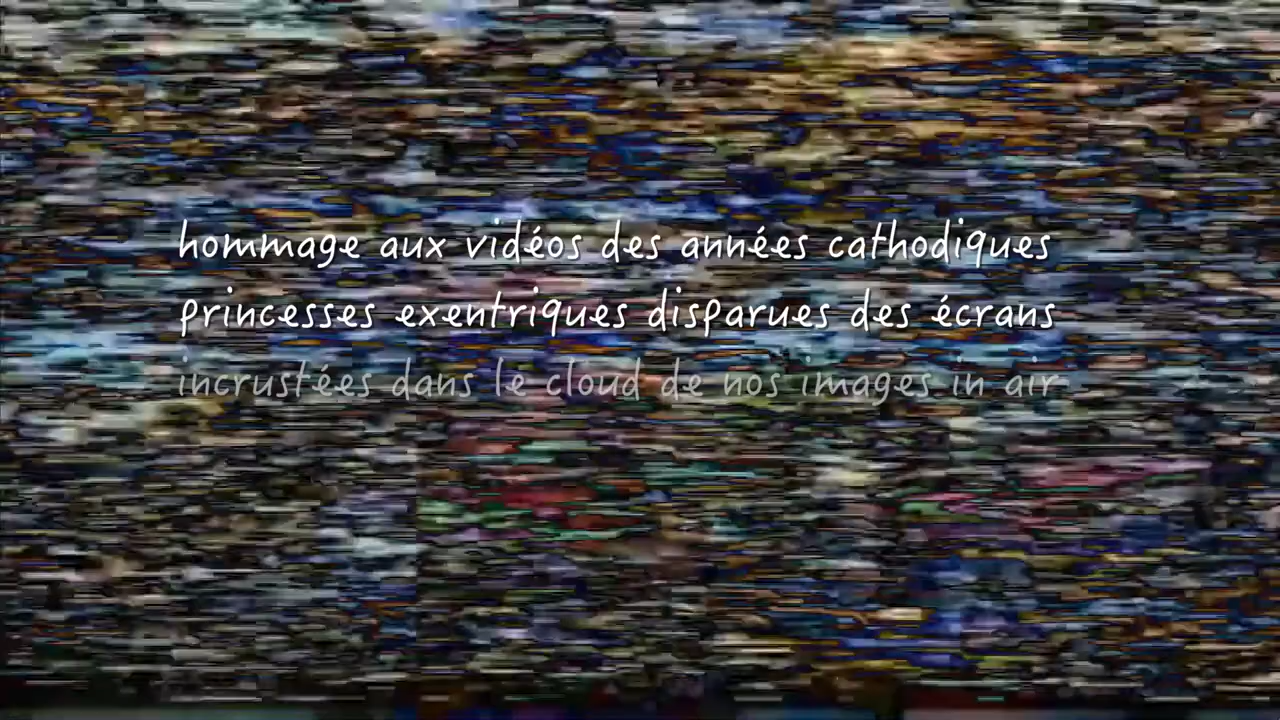 hommage aux vidéos des années cathodiques
princesses exentriques disparues des écrans
incrustées dans le cloud de nos images in air